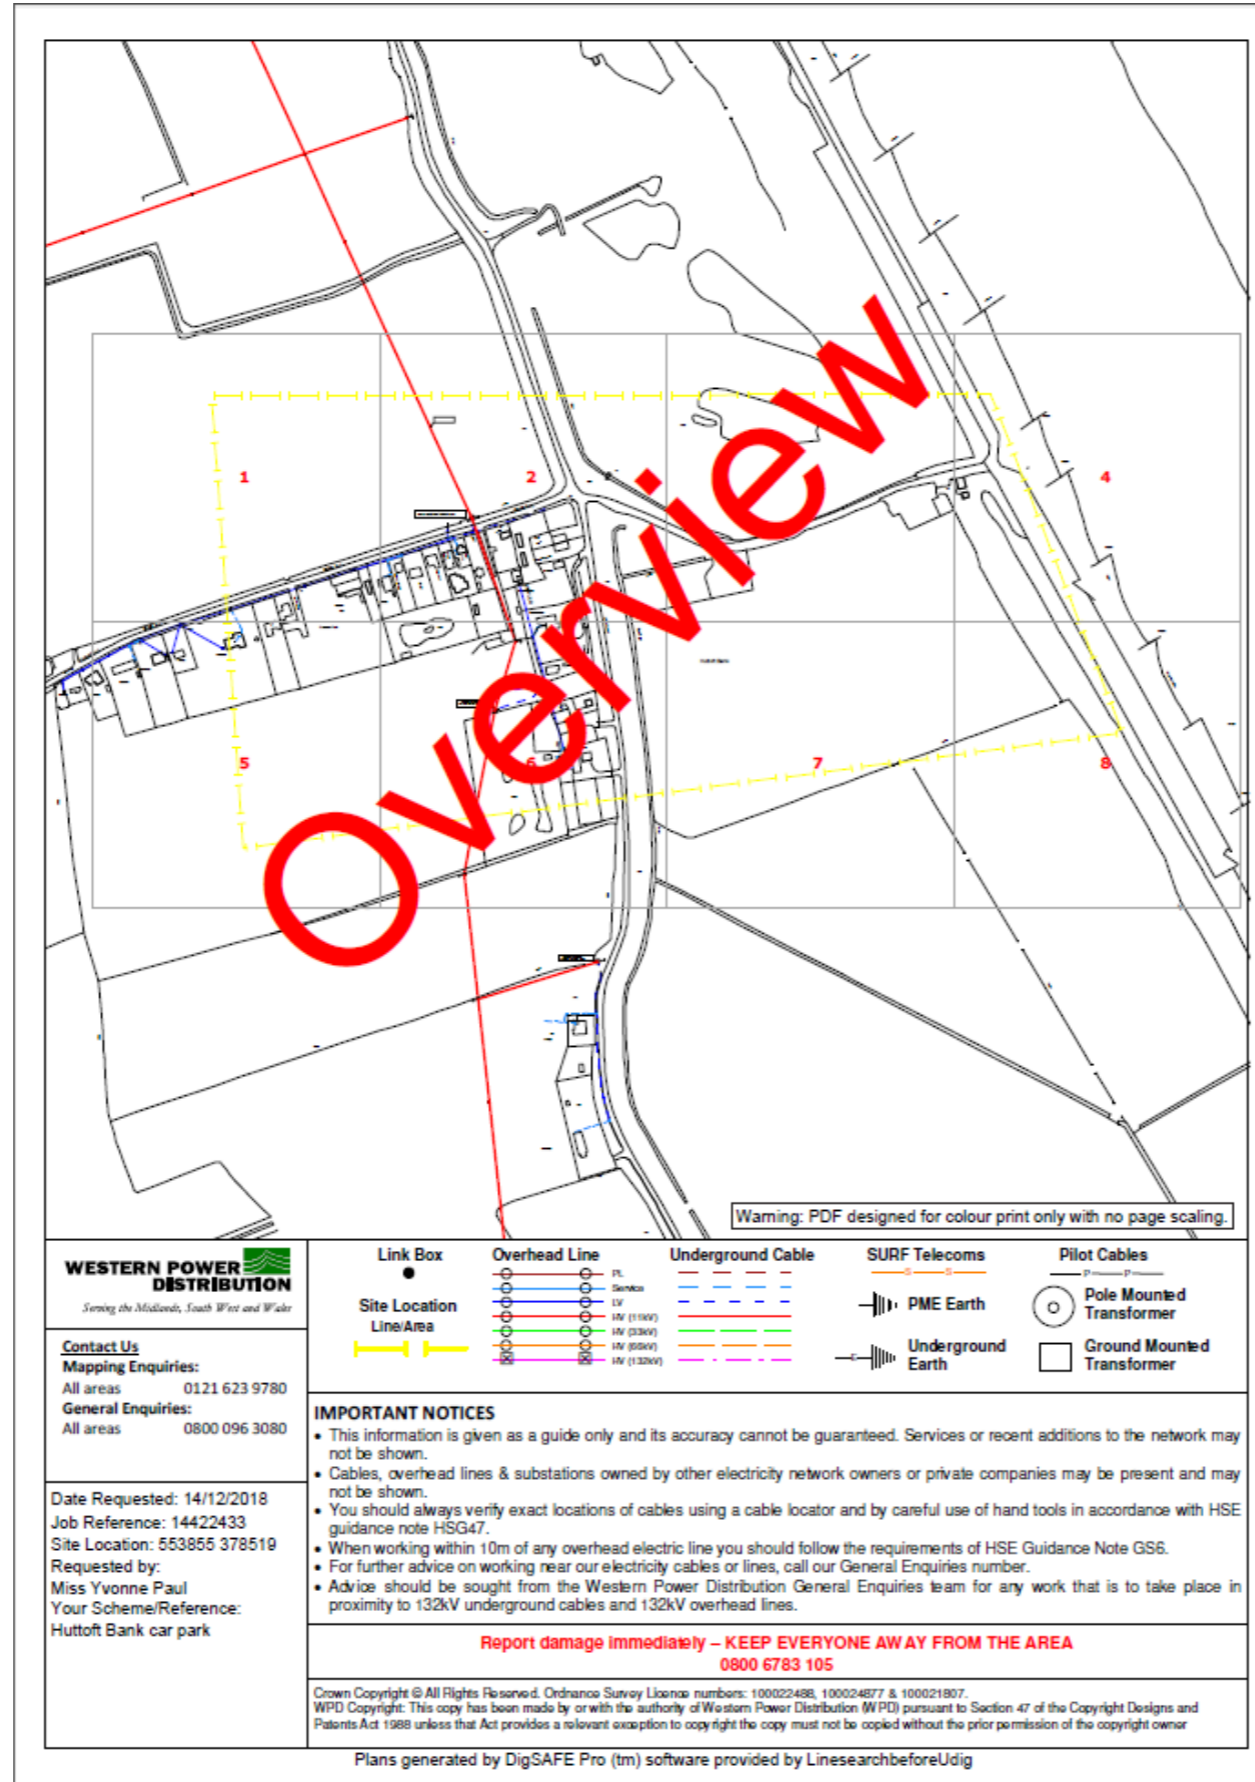 Overview
1
2
4
5
6
7
8
Warning: PDF designed for colour print only with no page scaling.
WESTERN POWER
DISTRIBUTION
Serving the Midlands, South West and Wales
Contact Us
Mapping Enquiries:
All areas 0121 623 9780
General Enquiries:
All areas 0800 096 3080
Date Requested: 14/12/2018
Job Reference: 14422433
Site Location: 553855 378519
Requested by:
Miss Yvonne Paul
Your Scheme/Reference:
Huttoft Bank car park
Link Box
Site Location
Line/Area
Overhead Line
PL
Service
LV
HV (11kV)
HV (33kV)
HV (66kV)
HV (132kV)
Underground Cable
SURF Telecoms
S S
PME Earth
Underground
Earth
Pilot Cables
P P
Pole Mounted
Transformer
Ground Mounted
Transformer
IMPORTANT NOTICES
• This information is given as a guide only and its accuracy cannot be guaranteed. Services or recent additions to the network may
not be shown.
• Cables, overhead lines & substations owned by other electricity network owners or private companies may be present and may
not be shown.
• You should always verify exact locations of cables using a cable locator and by careful use of hand tools in accordance with HSE
guidance note HSG47.
• When working within 10m of any overhead electric line you should follow the requirements of HSE Guidance Note GS6.
• For further advice on working near our electricity cables or lines, call our General Enquiries number.
• Advice should be sought from the Western Power Distribution General Enquiries team for any work that is to take place in
proximity to 132kV underground cables and 132kV overhead lines.
Report damage immediately – KEEP EVERYONE AWAY FROM THE AREA
0800 6783 105
Crown Copyright © All Rights Reserved. Ordnance Survey Licence numbers: 100022488, 100024877 & 100021807.
WPD Copyright: This copy has been made by or with the authority of Western Power Distribution (WPD) pursuant to Section 47 of the Copyright Designs and
Patents Act 1988 unless that Act provides a relevant exception to copyright the copy must not be copied without the prior permission of the copyright owner
Plans generated by DigSAFE Pro (tm) software provided by LinesearchbeforeUdig